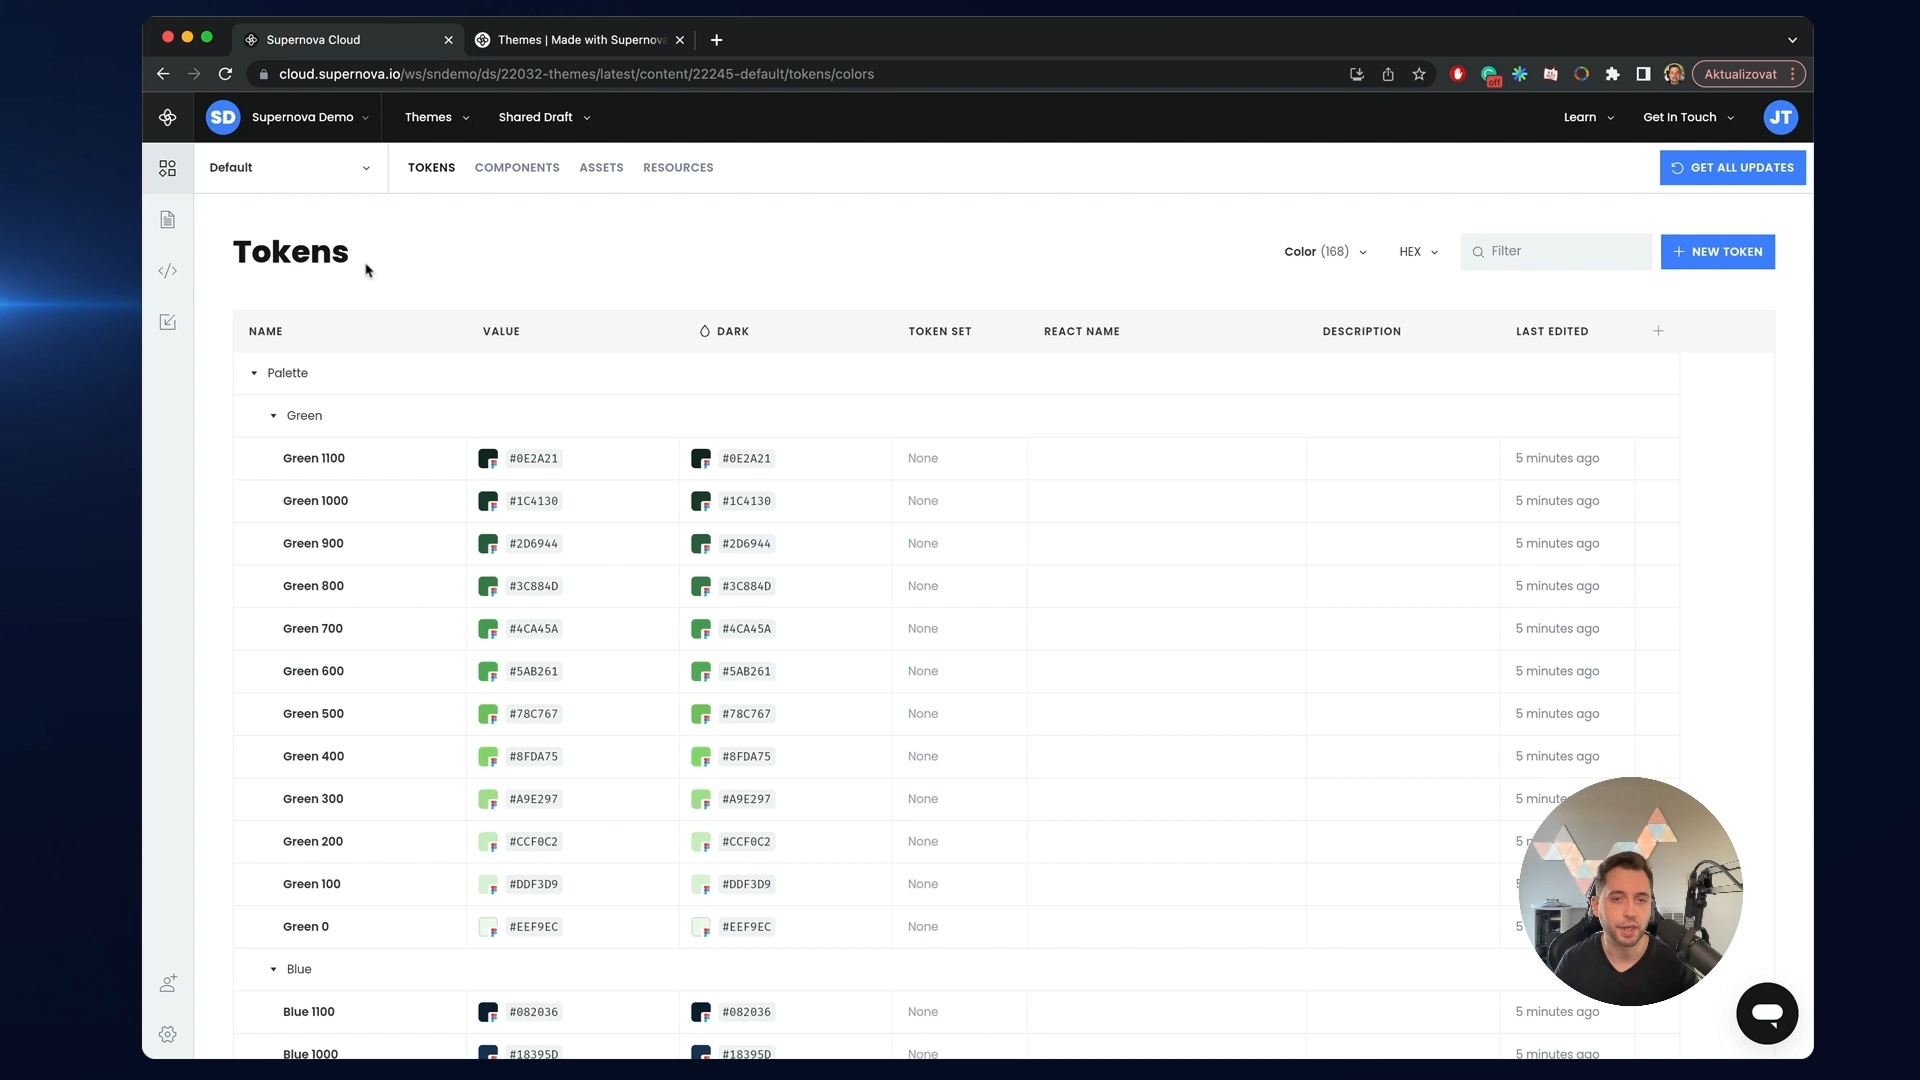 Supernova Cloud
Themes | Made with Supernova
cloud.supernova.io/ws/sndemo/ds/22032-themes/latest/content/22245-default/tokens/colors
off
Aktualizovat
SD Supernova Demo
Themes
Shared Draft
Learn
Get In Touch
JT
Default
TOKENS COMPONENTS ASSETS RESOURCES
GET ALL UPDATES
Tokens
Color (168)
HEX
Filter
NEW TOKEN
NAME VALUE DARK TOKEN SET REACT NAME DESCRIPTION LAST EDITED
Palette
Green
Green 1100 #0E2A21 #0E2A21 None 5 minutes ago
Green 1000 #1C4130 #1C4130 None 5 minutes ago
Green 900 #2D6944 #2D6944 None 5 minutes ago
Green 800 #3C884D #3C884D None 5 minutes ago
Green 700 #4CA45A #4CA45A None 5 minutes ago
Green 600 #5AB261 #5AB261 None 5 minutes ago
Green 500 #78C767 #78C767 None 5 minutes ago
Green 400 #8FDA75 #8FDA75 None 5 minutes ago
Green 300 #A9E297 #A9E297 None 5 minute
Green 200 #CCF0C2 #CCF0C2 None 5
Green 100 #DDF3D9 #DDF3D9 None 5
Green 0 #EEF9EC #EEF9EC None 5
Blue
Blue 1100 #082036 #082036 None 5 minutes ago
Blue 1000 #18395D #18395D None 5 minutes ago